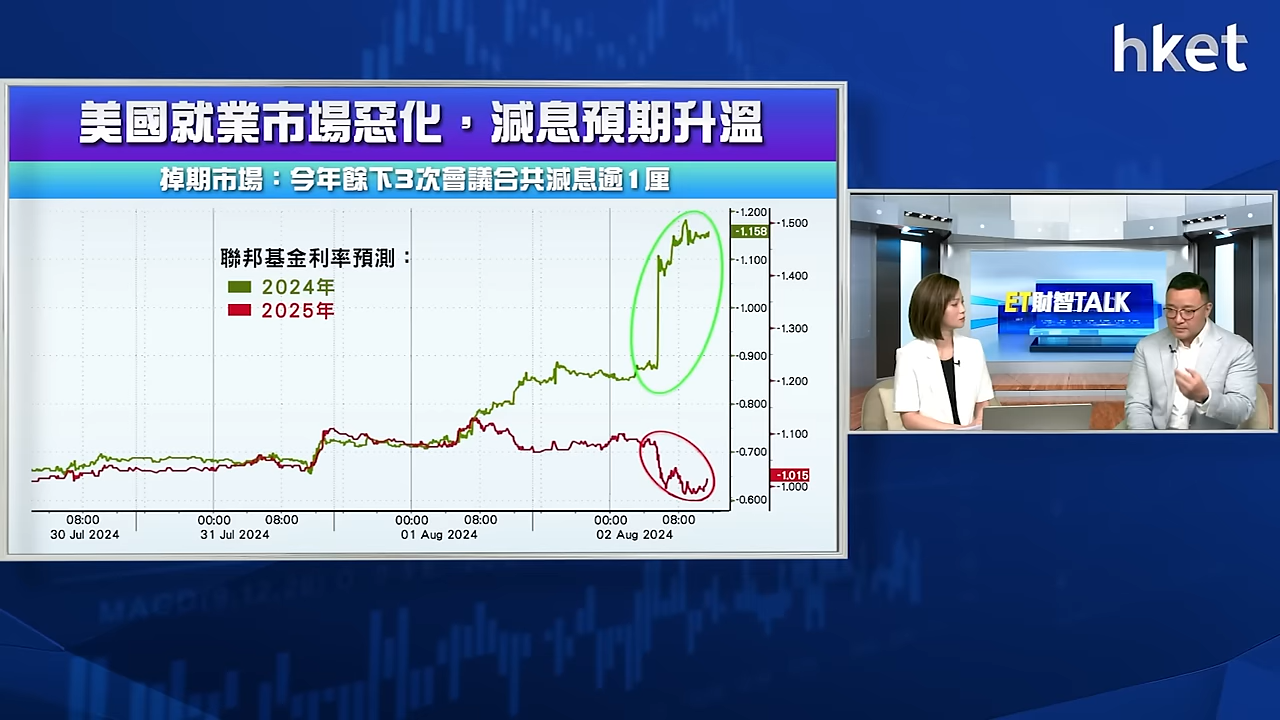 hket
美國就業市場惡化，減息預期升溫
掉期市場：今年餘下3次會議合共減息逾1厘
聯邦基金利率預測：
2024年
2025年
-1.200
-1.158
-1.100
-1.000
-0.900
-0.800
-0.700
-0.600
-1.500
-1.400
-1.300
-1.200
-1.100
-1.015
-1.000
08:00 00:00 08:00 00:00 08:00 00:00 08:00
30 Jul 2024 31 Jul 2024 01 Aug 2024 02 Aug 2024
ET財智TALK
MACD(9,12,26) 0